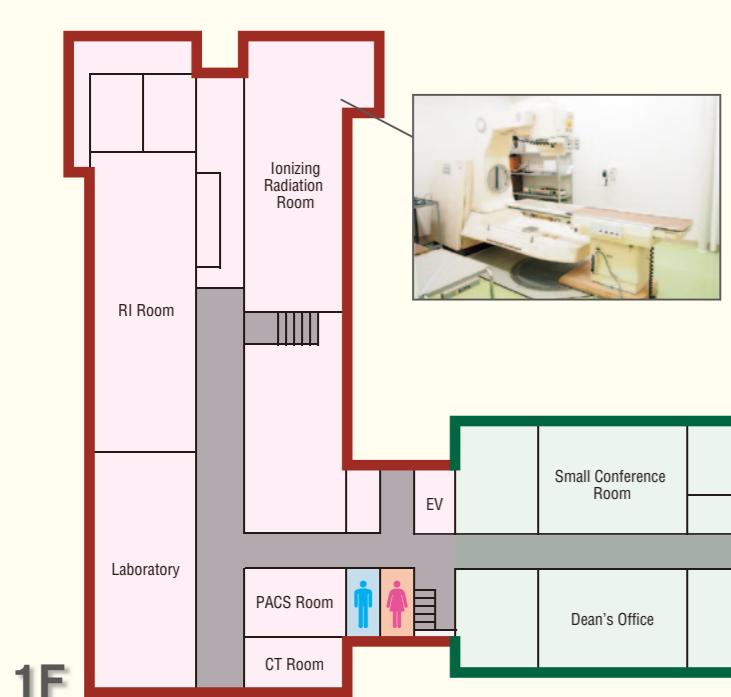 Ionizing
Radiation
Room
RI Room
EV
Small Conference
Room
Laboratory
PACS Room
Dean's Office
CT Room
1F